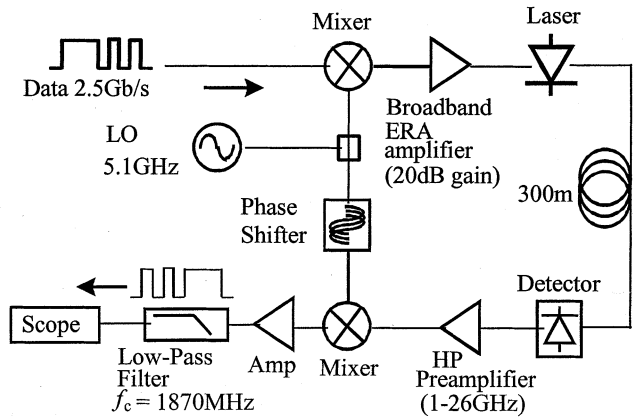 Mixer
Laser
Data 2.5Gb/s
Broadband
ERA
amplifier
(20dB gain)
LO
5.1GHz
300m
Phase
Shifter
Detector
Scope
Low-Pass
Filter
fc = 1870MHz
Amp
Mixer
HP
Preamplifier
(1-26GHz)